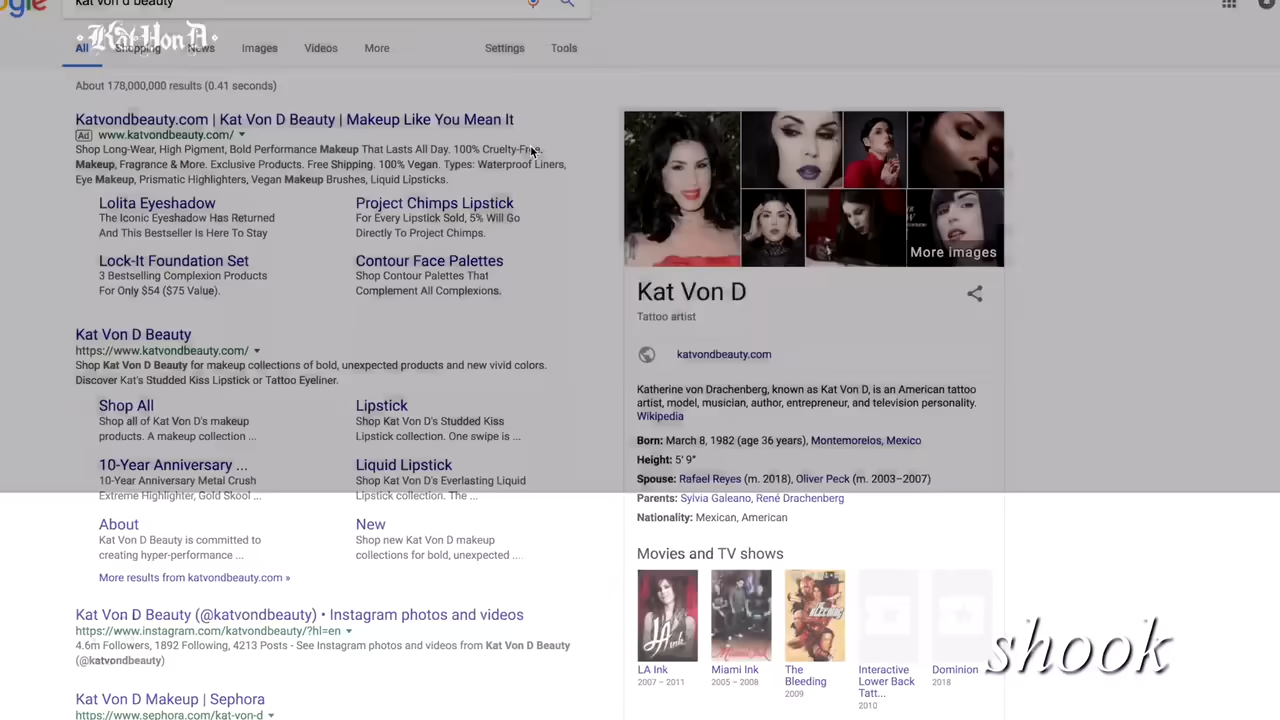 kat von d beauty
·Kat Von D·
All Shopping News Images Videos More Settings Tools
About 178,000,000 results (0.41 seconds)
Katvondbeauty.com | Kat Von D Beauty | Makeup Like You Mean It
Ad www.katvondbeauty.com/
Shop Long-Wear, High Pigment, Bold Performance Makeup That Lasts All Day. 100% Cruelty-Free.
Makeup, Fragrance & More. Exclusive Products. Free Shipping. 100% Vegan. Types: Waterproof Liners,
Eye Makeup, Prismatic Highlighters, Vegan Makeup Brushes, Liquid Lipsticks.
Lolita Eyeshadow
The Iconic Eyeshadow Has Returned
And This Bestseller Is Here To Stay
Project Chimps Lipstick
For Every Lipstick Sold, 5% Will Go
Directly To Project Chimps.
Lock-It Foundation Set
3 Bestselling Complexion Products
For Only $54 ($75 Value).
Contour Face Palettes
Shop Contour Palettes That
Complement All Complexions.
Kat Von D Beauty
https://www.katvondbeauty.com/
Shop Kat Von D Beauty for makeup collections of bold, unexpected products and new vivid colors.
Discover Kat's Studded Kiss Lipstick or Tattoo Eyeliner.
Shop All
Shop all of Kat Von D's makeup
products. A makeup collection ...
Lipstick
Shop Kat Von D's Studded Kiss
Lipstick collection. One swipe is ...
10-Year Anniversary ...
10-Year Anniversary Metal Crush
Extreme Highlighter, Gold Skool ...
Liquid Lipstick
Shop Kat Von D's Everlasting Liquid
Lipstick collection. The ...
About
Kat Von D Beauty is committed to
creating hyper-performance ...
New
Shop new Kat Von D makeup
collections for bold, unexpected ....
More results from katvondbeauty.com »
Kat Von D Beauty (@katvondbeauty) • Instagram photos and videos
https://www.instagram.com/katvondbeauty/?hl=en
4.6m Followers, 1892 Following, 4213 Posts - See Instagram photos and videos from Kat Von D Beauty
(@katvondbeauty)
Kat Von D Makeup | Sephora
https://www.sephora.com/kat-von-d
More images
Kat Von D
Tattoo artist
katvondbeauty.com
Katherine von Drachenberg, known as Kat Von D, is an American tattoo
artist, model, musician, author, entrepreneur, and television personality.
Wikipedia
Born: March 8, 1982 (age 36 years), Montemorelos, Mexico
Height: 5′ 9″
Spouse: Rafael Reyes (m. 2018), Oliver Peck (m. 2003–2007)
Parents: Sylvia Galeano, René Drachenberg
Nationality: Mexican, American
Movies and TV shows
LA Ink
2007 – 2011
Miami Ink
2005 – 2008
The
Bleeding
2009
Interactive
Lower Back
Tatt...
2010
Dominion
2018
shook